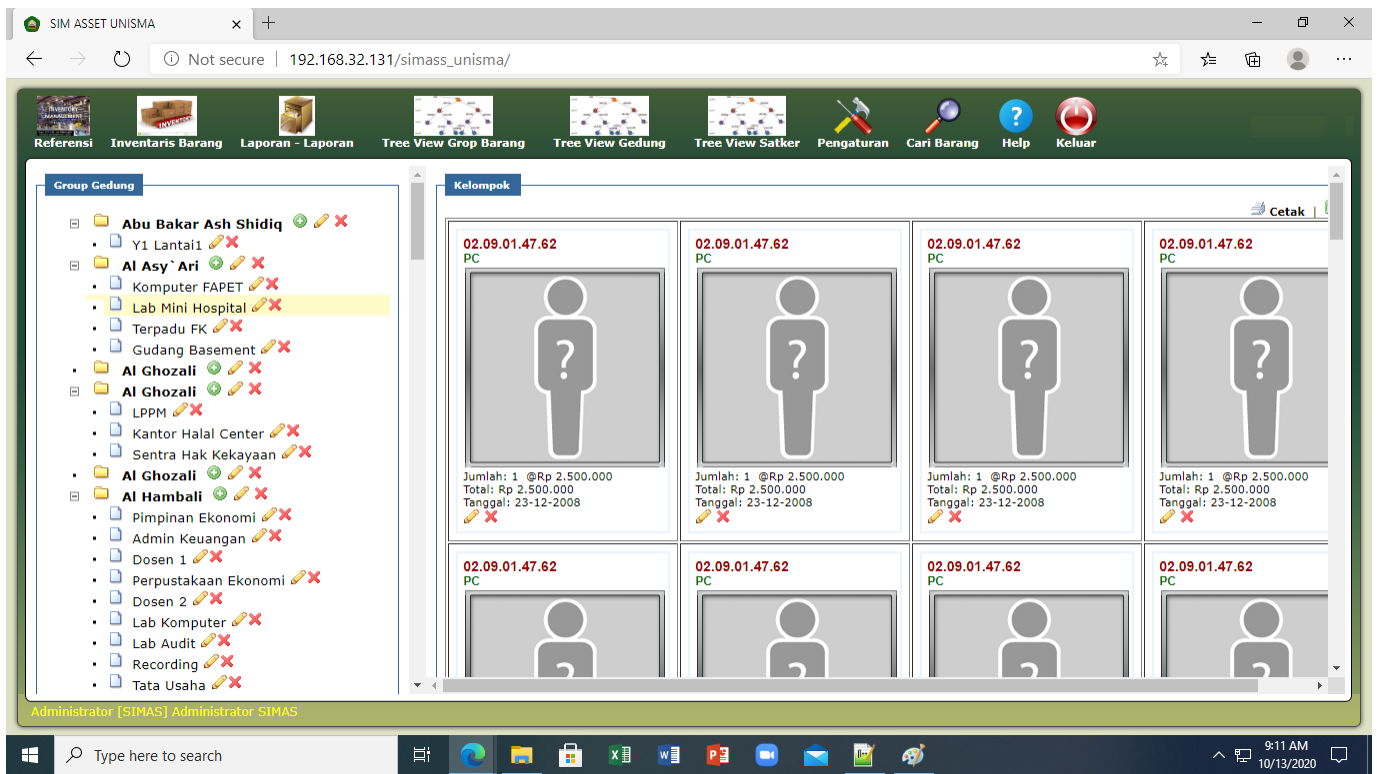 SIM ASSET UNISMA
Not secure | 192.168.32.131/simass_unisma/
INVENTORY MANAGEMENT
INVENTORY
Referensi
Inventaris Barang
Laporan - Laporan
Tree View Grop Barang
Tree View Gedung
Tree View Satker
Pengaturan
Cari Barang
?
Help
Keluar
Group Gedung
Abu Bakar Ash Shidiq
Y1 Lantai1
Al Asy`Ari
Komputer FAPET
Lab Mini Hospital
Terpadu FK
Gudang Basement
Al Ghozali
Al Ghozali
LPPM
Kantor Halal Center
Sentra Hak Kekayaan
Al Ghozali
Al Hambali
Pimpinan Ekonomi
Admin Keuangan
Dosen 1
Perpustakaan Ekonomi
Dosen 2
Lab Komputer
Lab Audit
Recording
Tata Usaha
Kelompok
Cetak |
02.09.01.47.62
PC
?
Jumlah: 1 @Rp 2.500.000
Total: Rp 2.500.000
Tanggal: 23-12-2008
02.09.01.47.62
PC
?
Jumlah: 1 @Rp 2.500.000
Total: Rp 2.500.000
Tanggal: 23-12-2008
02.09.01.47.62
PC
?
Jumlah: 1 @Rp 2.500.000
Total: Rp 2.500.000
Tanggal: 23-12-2008
02.09.01.47.62
PC
?
Jumlah: 1 @Rp 2.500.000
Total: Rp 2.500.000
Tanggal: 23-12-2008
02.09.01.47.62
PC
?
02.09.01.47.62
PC
?
02.09.01.47.62
PC
?
02.09.01.47.62
PC
?
Administrator [SIMAS] Administrator SIMAS
Type here to search
9:11 AM
10/13/2020